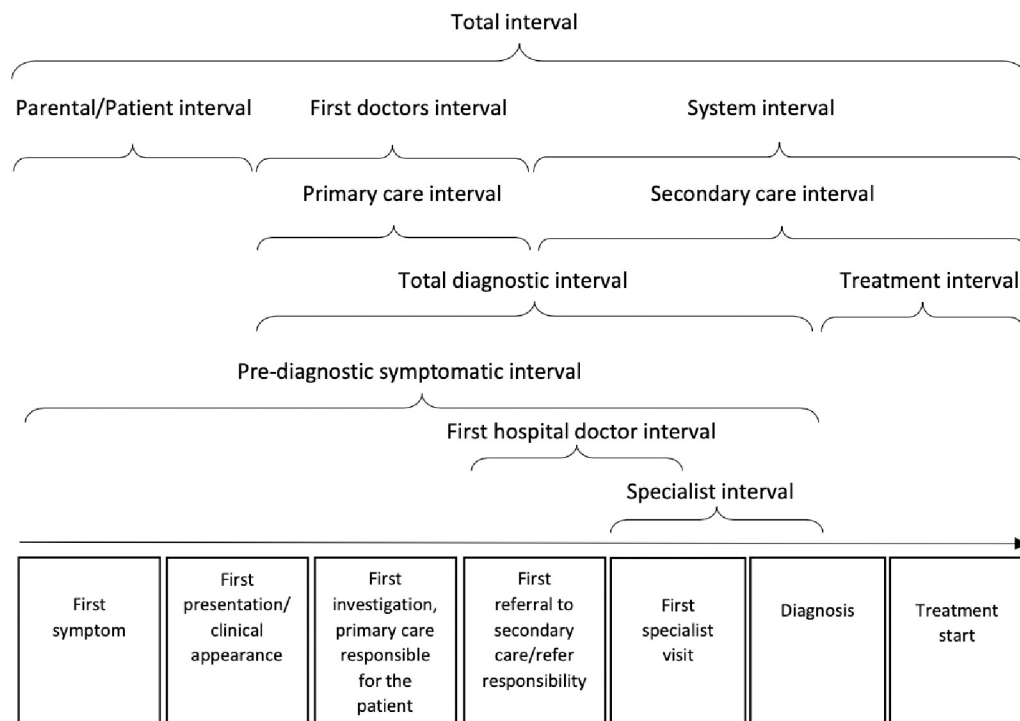 Total interval
Parental/Patient interval
First doctors interval
System interval
Primary care interval
Secondary care interval
Total diagnostic interval
Treatment interval
Pre-diagnostic symptomatic interval
First hospital doctor interval
Specialist interval
First
symptom
First
presentation/
clinical
appearance
First
investigation,
primary care
responsible
for the
patient
First
referral to
secondary
care/refer
responsibility
First
specialist
visit
Diagnosis
Treatment
start